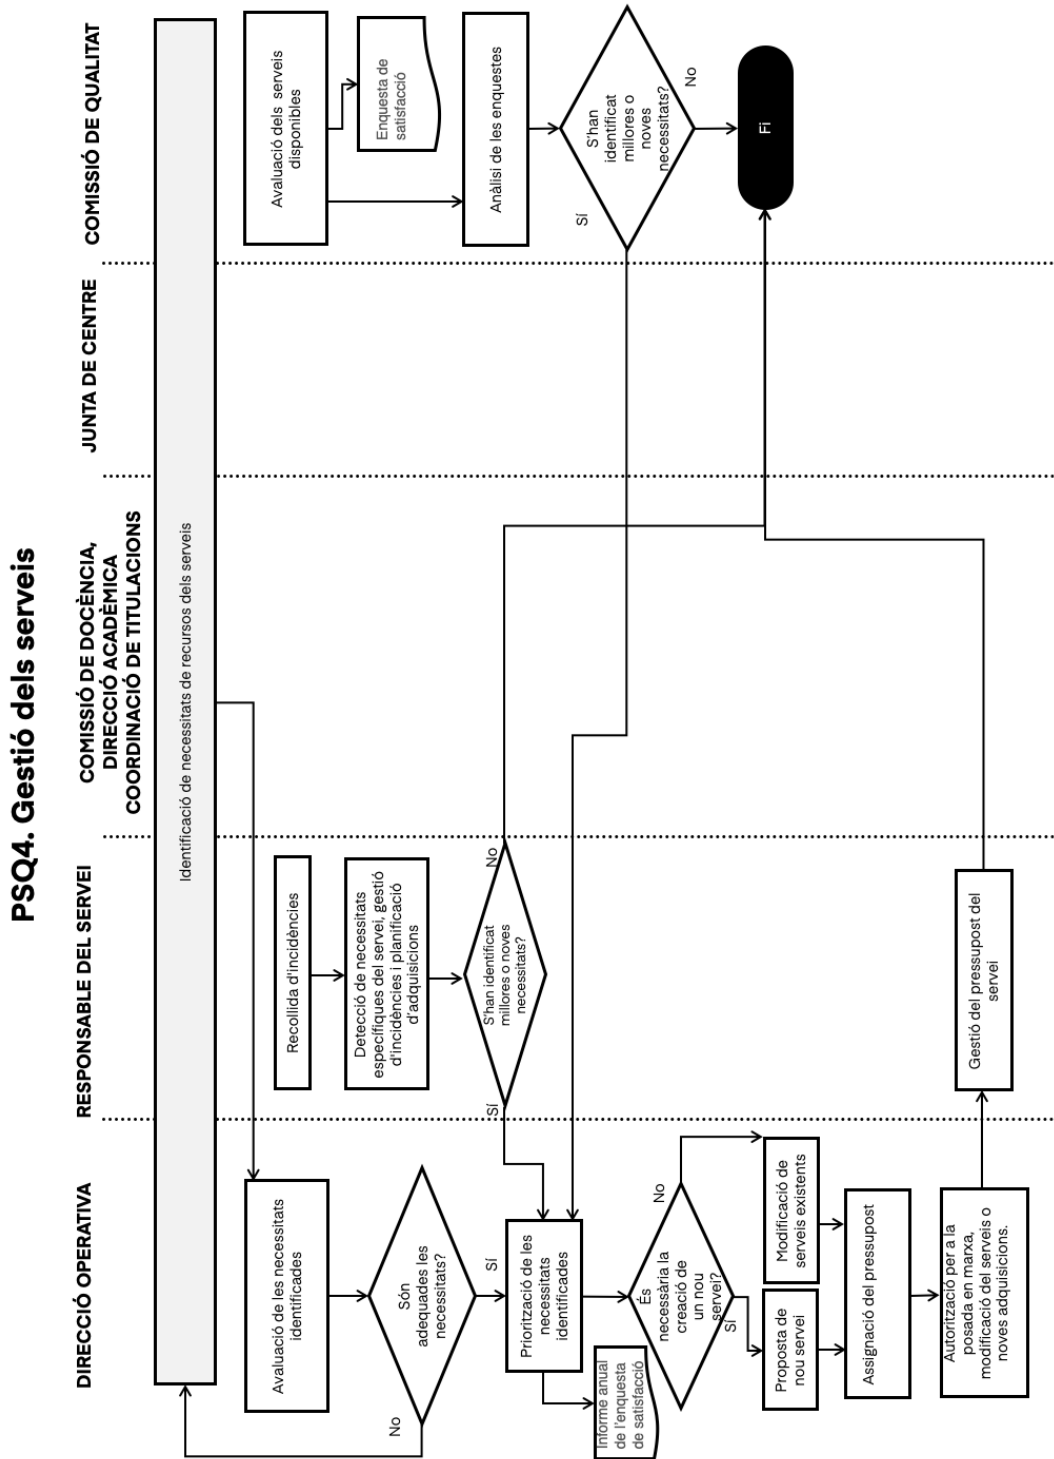 PSQ4. Gestió dels serveis
DIRECCIÓ OPERATIVA
RESPONSABLE DEL SERVEI
COMISSIÓ DE DOCÈNCIA,
DIRECCIÓ ACADÈMICA
COORDINACIÓ DE TITULACIONS
JUNTA DE CENTRE
COMISSIÓ DE QUALITAT
Identificació de necessitats de recursos dels serveis
Avaluació de les necessitats
identificades
Són
adequades les
necessitats?
No
Sí
Prioritzación de les
necessitats
identificades
Informe anual
de l'enquesta
de satisfacció
És
necessària la
creació de
un nou
servei?
No
Sí
Proposta de
nou servei
Modificació de
serveis existents
Assignació del pressupost
Autorització per a la
posada en marxa,
modificació del serveis o
noves adquisicions.
Recollida d'incidències
Detecció de necessitats
específiques del servei, gestió
d'incidències i planificació
d'adquisicions
S'han identificat
millores o noves
necessitats?
Sí
No
Gestió del pressupost del
servei
Avaluació dels  serveis
disponibles
Enquesta de
satisfacció
Anàlisi de les enquestes
S'han
identificat
millores o
noves
necessitats?
Sí
No
Fi